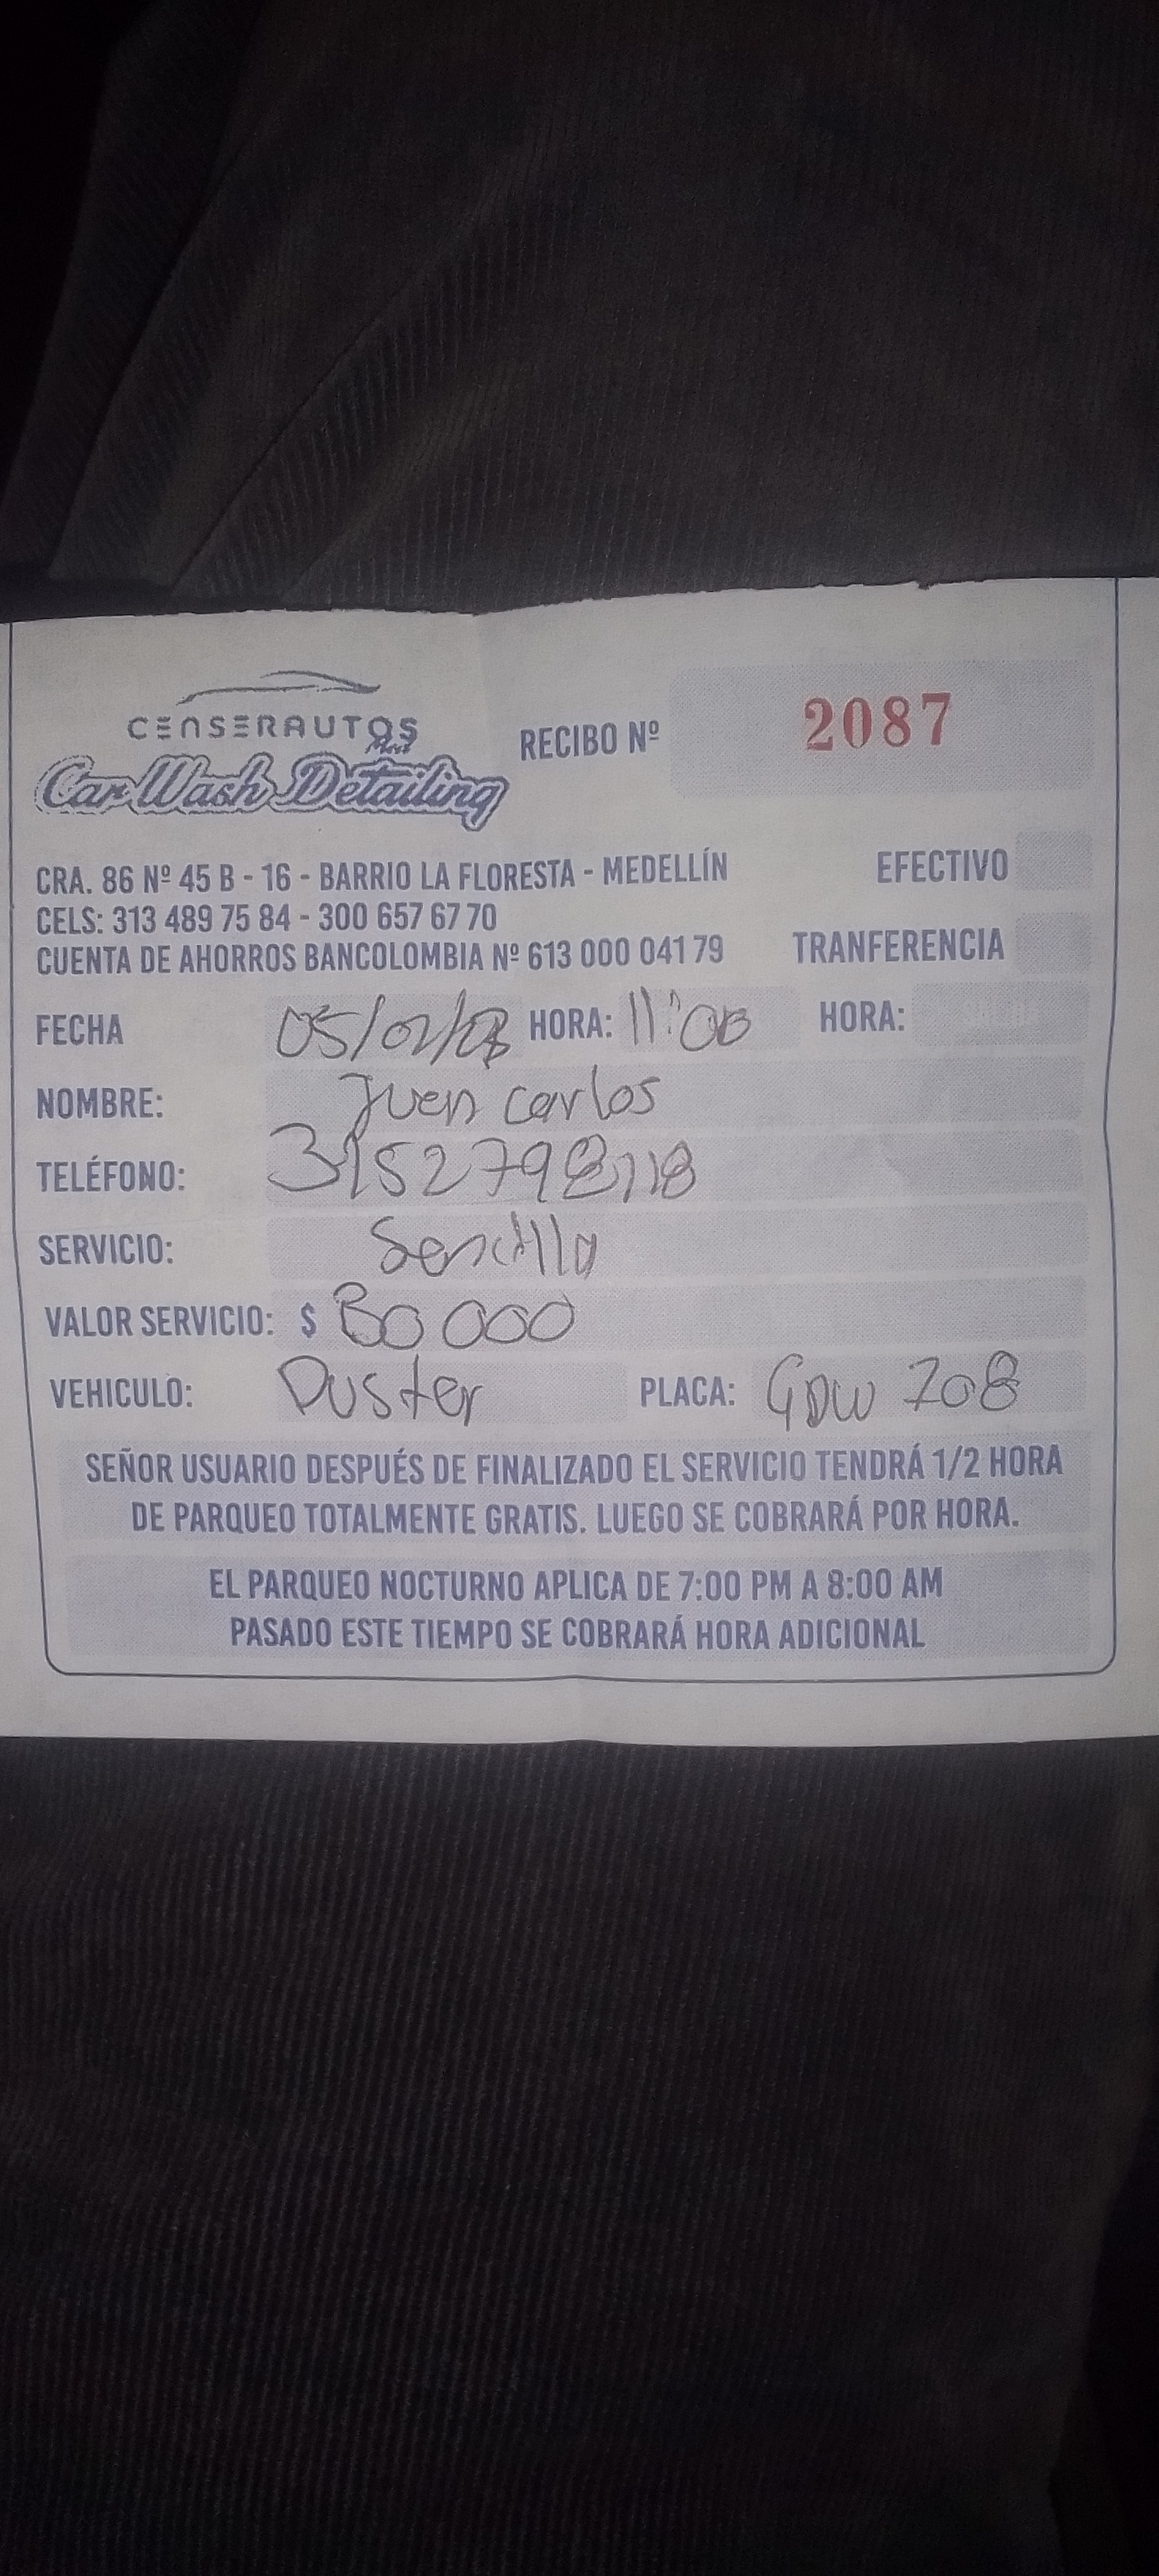 CENSERAUTOS
Car Wash Detailing
RECIBO Nº 2087
CRA. 86 Nº 45 B - 16 - BARRIO LA FLORESTA - MEDELLÍN
EFECTIVO
CELS: 313 489 75 84 - 300 657 67 70
CUENTA DE AHORROS BANCOLOMBIA Nº 613 000 041 79
TRANFERENCIA
FECHA HORA: 11:00 HORA:
NOMBRE: Juan Carlos
TELÉFONO:
SERVICIO: Sencilla
VALOR SERVICIO: $
VEHICULO: Duster PLACA: GDW 708
SEÑOR USUARIO DESPUÉS DE FINALIZADO EL SERVICIO TENDRÁ 1/2 HORA
DE PARQUEO TOTALMENTE GRATIS. LUEGO SE COBRARÁ POR HORA.
EL PARQUEO NOCTURNO APLICA DE 7:00 PM A 8:00 AM
PASADO ESTE TIEMPO SE COBRARÁ HORA ADICIONAL